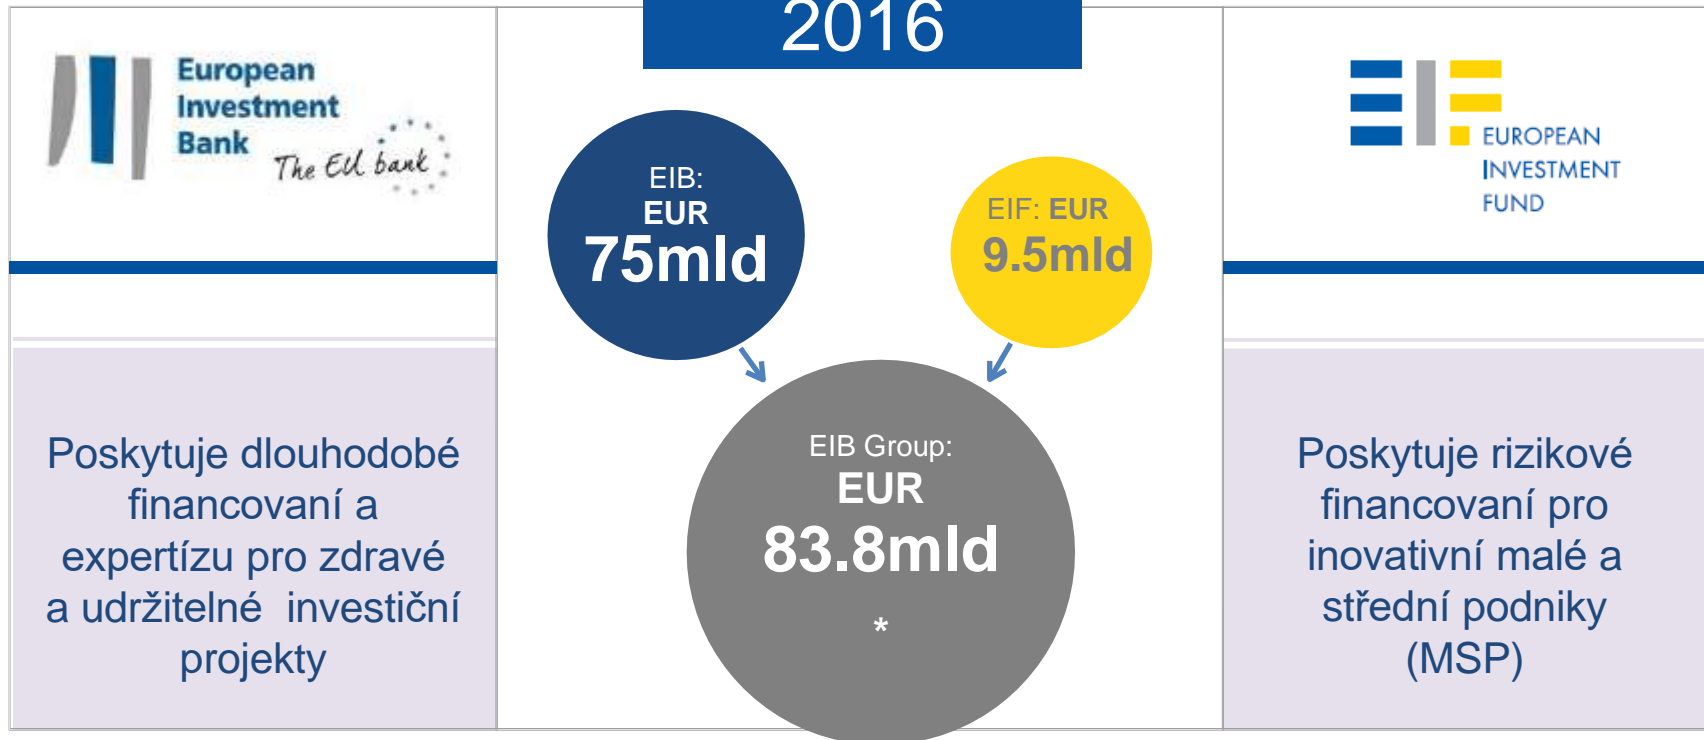 2016
European
Investment
Bank
The EU bank
EIB:
EUR
75mld
EIF: EUR
9.5mld
EUROPEAN
INVESTMENT
FUND
Poskytuje dlouhodobé
financovaní a
expertízu pro zdravé
a udržitelné  investiční
projekty
EIB Group:
EUR
83.8mld
*
Poskytuje rizikové
financovaní pro
inovativní malé a
střední podniky
(MSP)